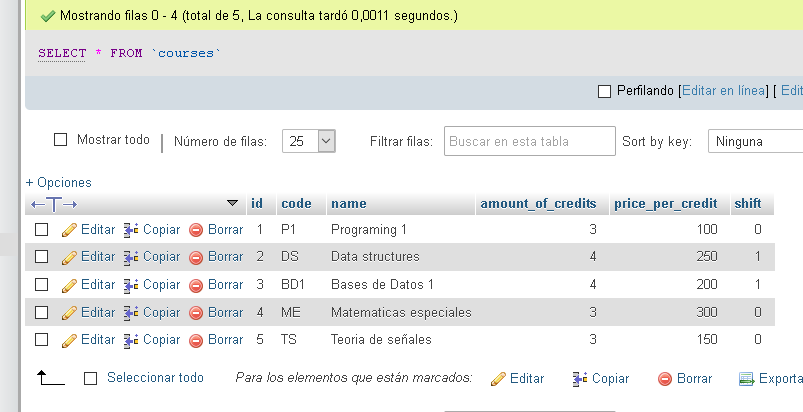 Mostrando filas 0 - 4 (total de 5, La consulta tardó 0,0011 segundos.)
SELECT * FROM `courses`
Perfilando [Editar en línea] [ Edit
Mostrar todo | Número de filas: 25 Filtrar filas: Buscar en esta tabla Sort by key: Ninguna
+ Opciones
←T→ id code name amount_of_credits price_per_credit shift
Editar Copiar Borrar 1 P1 Programing 1 3 100 0
Editar Copiar Borrar 2 DS Data structures 4 250 1
Editar Copiar Borrar 3 BD1 Bases de Datos 1 4 200 1
Editar Copiar Borrar 4 ME Matematicas especiales 3 300 0
Editar Copiar Borrar 5 TS Teoria de señales 3 150 0
Seleccionar todo Para los elementos que están marcados: Editar Copiar Borrar Exporta